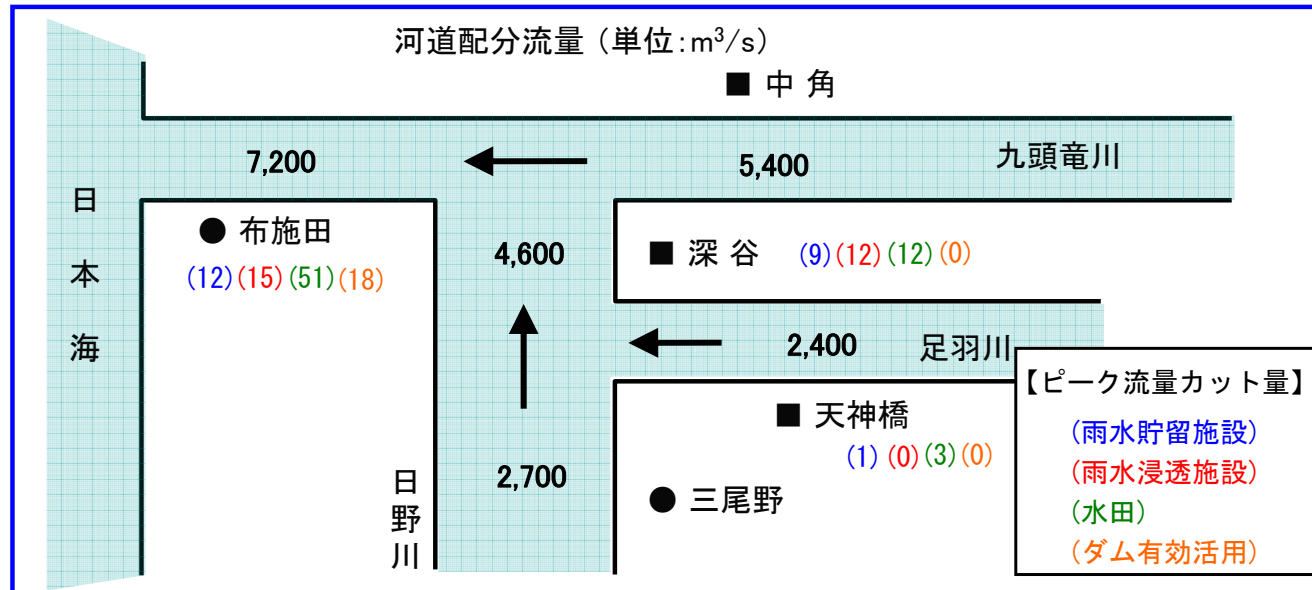 河道配分流量（単位：m³/s）
■ 中 角
7,200
5,400
九頭竜川
日本海
● 布施田
(12)(15)(51)(18)
4,600
■ 深 谷 (9)(12)(12)(0)
2,400
足羽川
■ 天神橋
(1)(0)(3)(0)
2,700
日野川
● 三尾野
【ピーク流量カット量】
(雨水貯留施設)
(雨水浸透施設)
(水田)
(ダム有効活用)